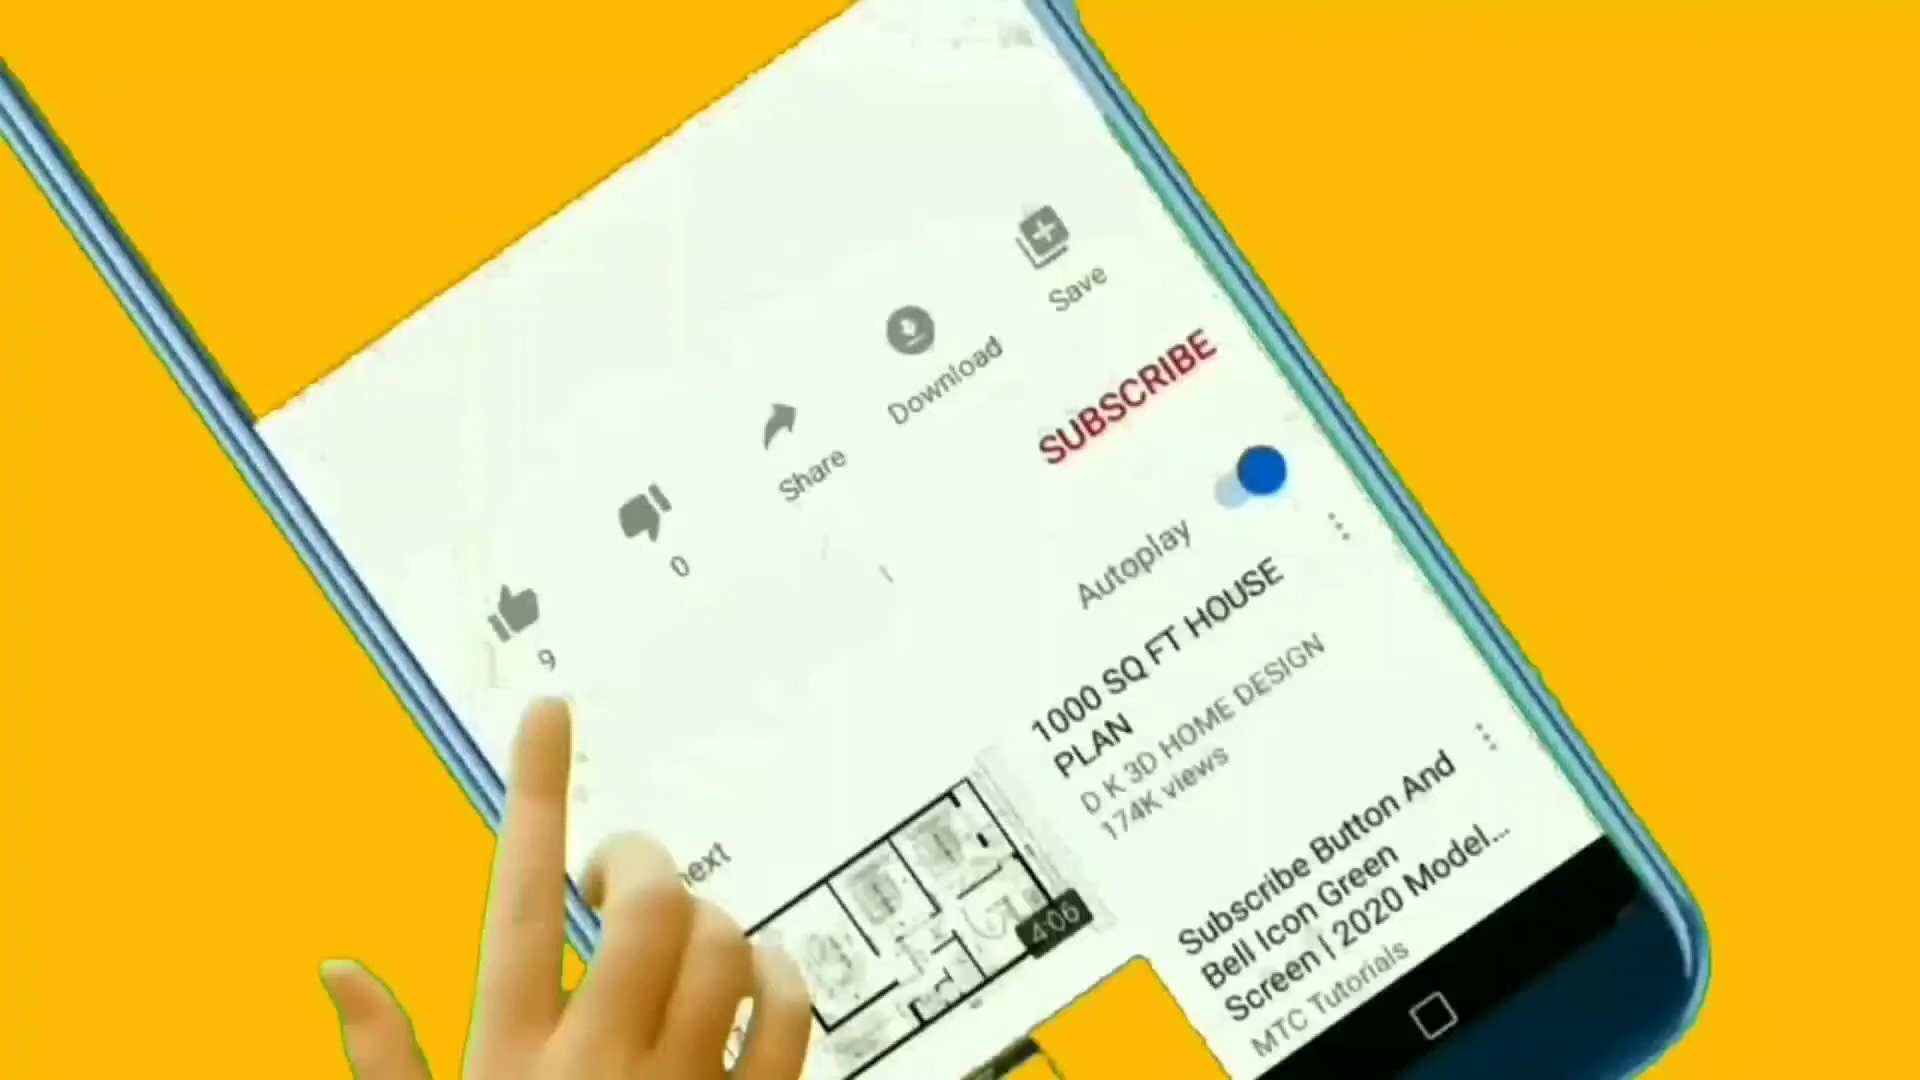 9
0
Share
Download
Save
SUBSCRIBE
Autoplay
1000 SQ FT HOUSE
PLAN
D K 3D HOME DESIGN
174K views
next
4:06
Subscribe Button And
Bell Icon Green
Screen | 2020 Model...
MTC Tutorials